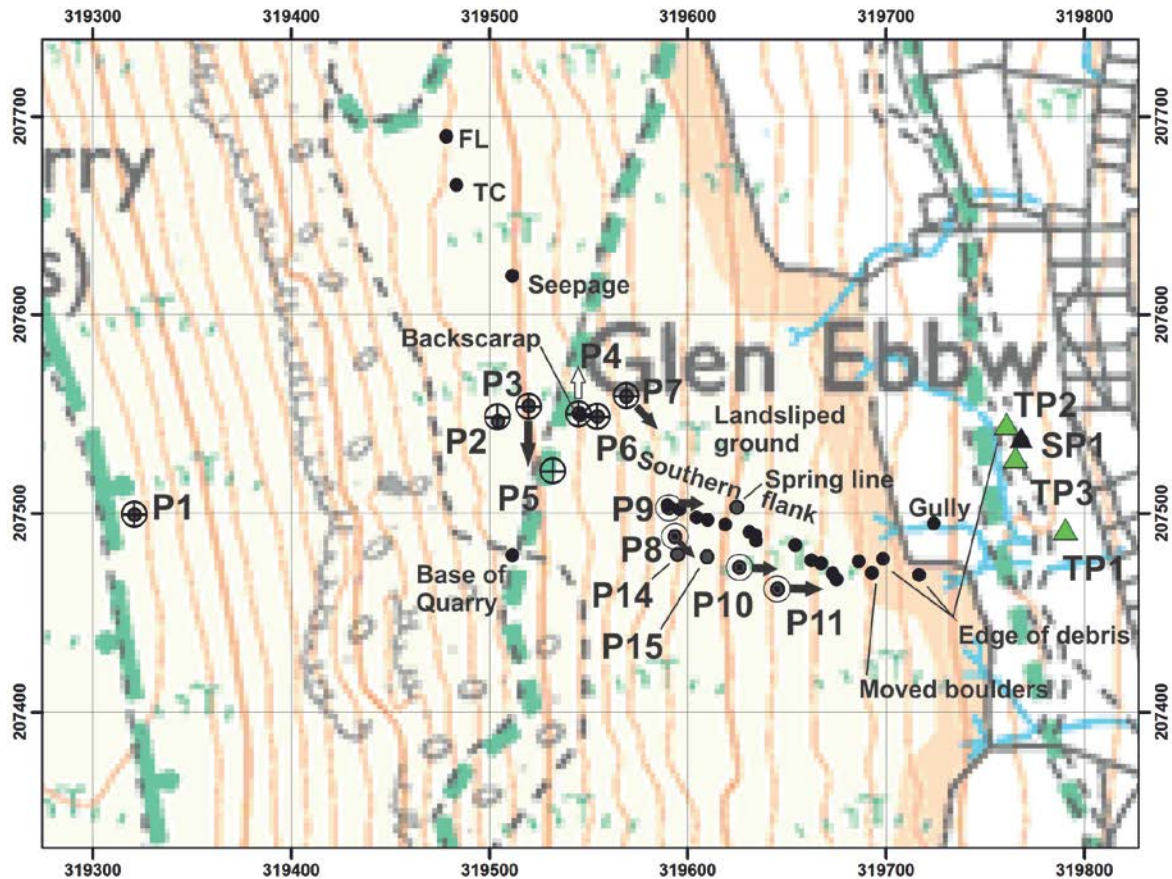 319300 319400 319500 319600 319700 319800
207700
207700
FL
TC
rry
s)
Seepage
207600
207600
Backscarap
P4
Glen Ebbw
P3
P7
P2
P6
Landsliped
ground
TP2
SP1
P5
Southern
flank
Spring line
TP3
P1
P9
Gully
207500
207500
P8
TP1
Base of
Quarry
P14
P10
P15
P11
Edge of debris
Moved boulders
207400
207400
319300 319400 319500 319600 319700 319800